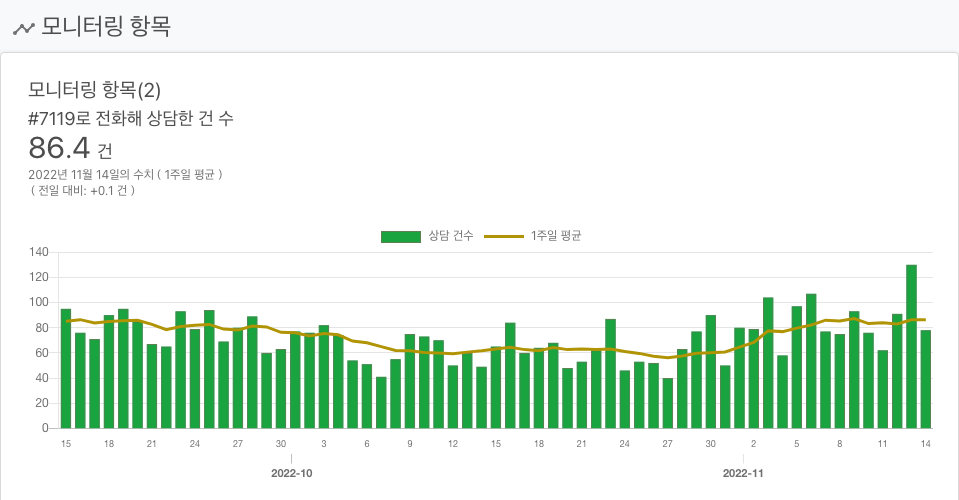 모니터링 항목
모니터링 항목(2)
#7119로 전화해 상담한 건 수
86.4 건
2022년 11월 14일의 수치 ( 1주일 평균 )
( 전일 대비: +0.1 건 )
상담 건수 1주일 평균
140
120
100
80
60
40
20
0
15 18 21 24 27 30 3 6 9 12 15 18 21 24 27 30 2 5 8 11 14
2022-10 2022-11